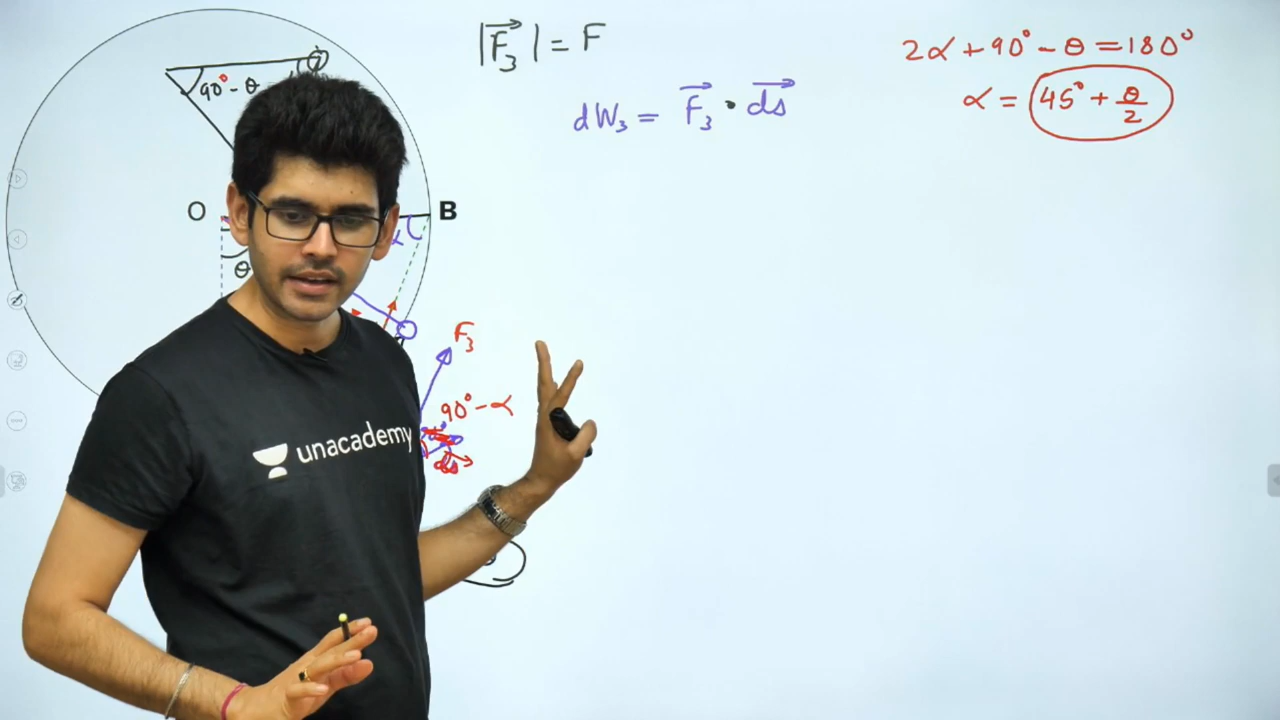 |F₃| = F
dW₃ = F₃ · ds
2α + 90° - θ = 180°
α = 45° + θ/2
90° - θ
O
B
α
θ
F₃
90° - α
ds
unacademy